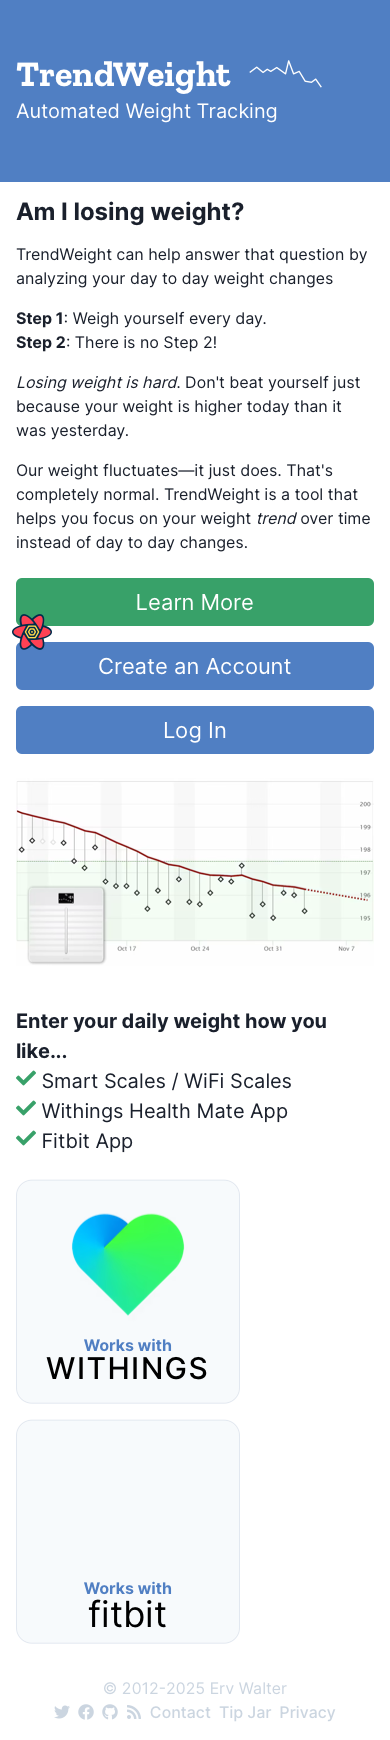 TrendWeight
Automated Weight Tracking
Am I losing weight?
TrendWeight can help answer that question by
analyzing your day to day weight changes
Step 1: Weigh yourself every day.
Step 2: There is no Step 2!
Losing weight is hard. Don't beat yourself just
because your weight is higher today than it
was yesterday.
Our weight fluctuates—it just does. That's
completely normal. TrendWeight is a tool that
helps you focus on your weight trend over time
instead of day to day changes.
Learn More
Create an Account
Log In
200
199
198
197
196
195
Oct 17
Oct 24
Oct 31
Nov 7
Enter your daily weight how you
like...
Smart Scales / WiFi Scales
Withings Health Mate App
Fitbit App
Works with
WITHINGS
Works with
fitbit
© 2012-2025 Erv Walter
Contact Tip Jar Privacy